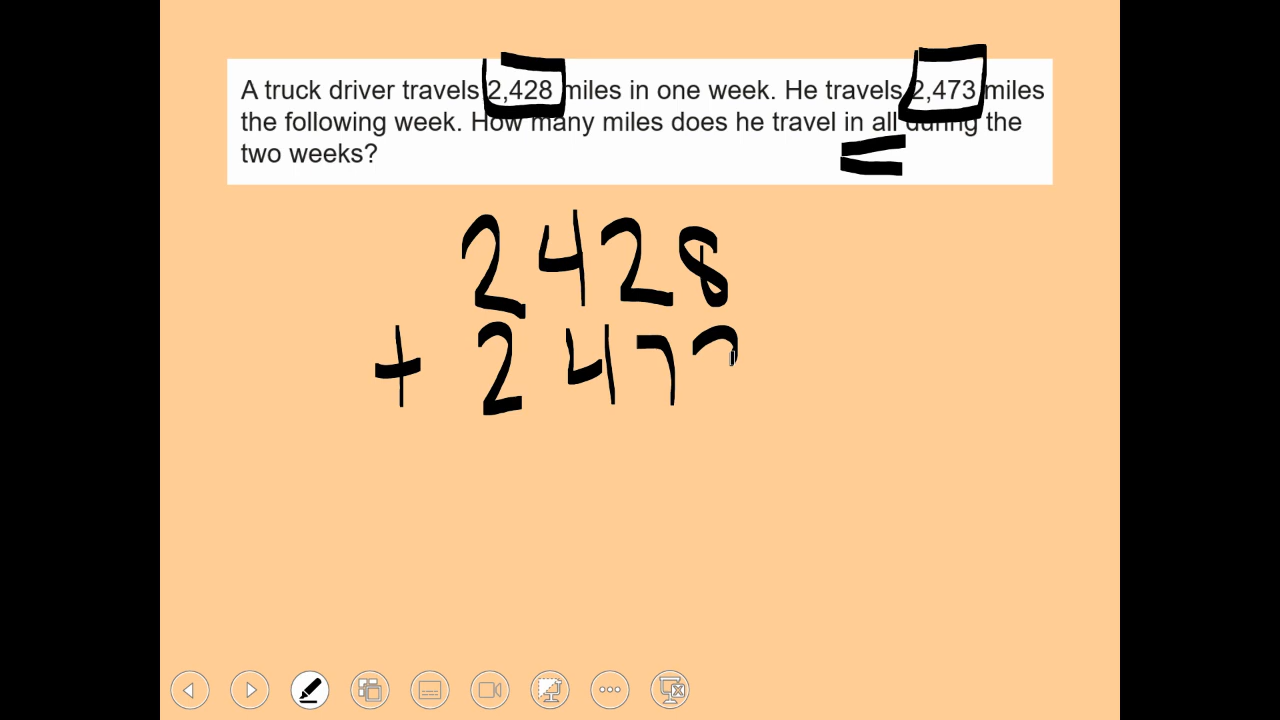 A truck driver travels 2,428 miles in one week. He travels 2,473 miles
the following week. How many miles does he travel in all during the
two weeks?
2428
+ 247